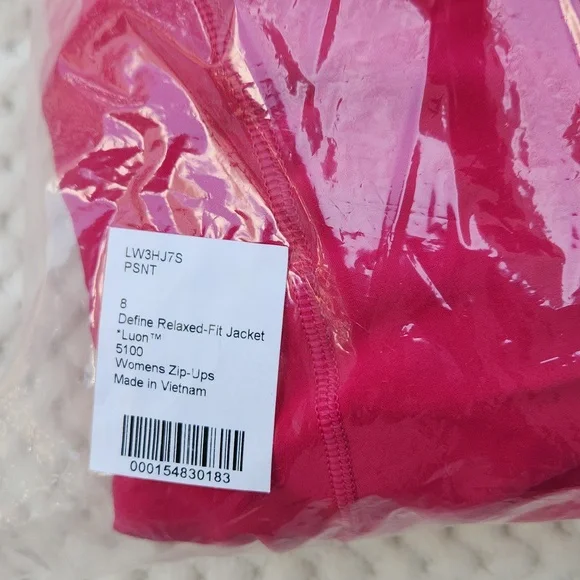 LW3HJ7S
PSNT
8
Define Relaxed-Fit Jacket
*Luon™
5100
Womens Zip-Ups
Made in Vietnam
000154830183